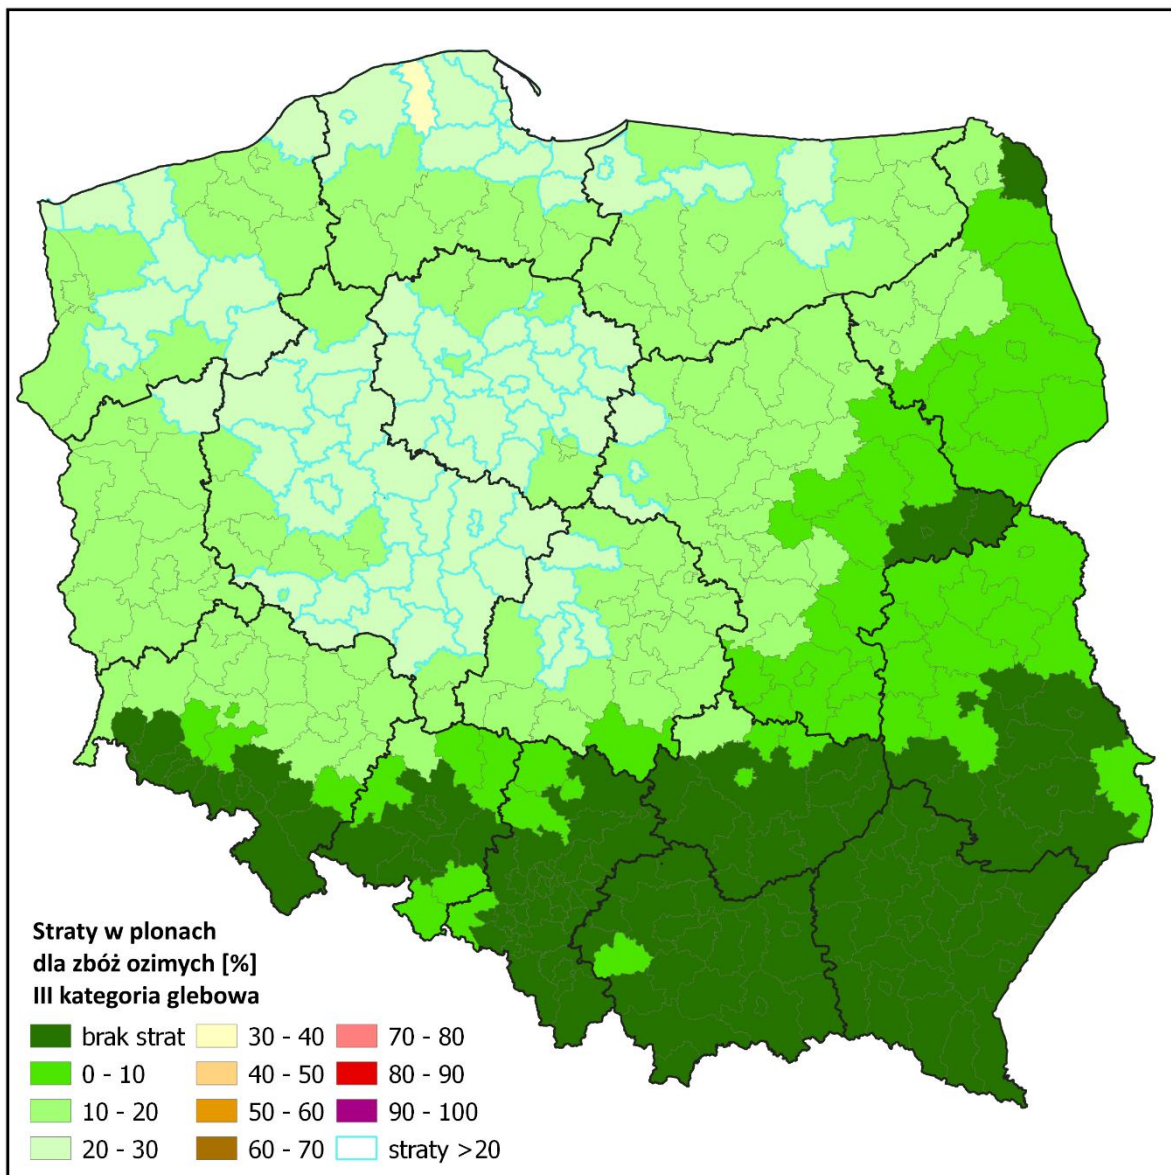 Straty w plonach
dla zbóż ozimych [%]
III kategoria glebowa
brak strat
0 - 10
10 - 20
20 - 30
30 - 40
40 - 50
50 - 60
60 - 70
70 - 80
80 - 90
90 - 100
straty >20